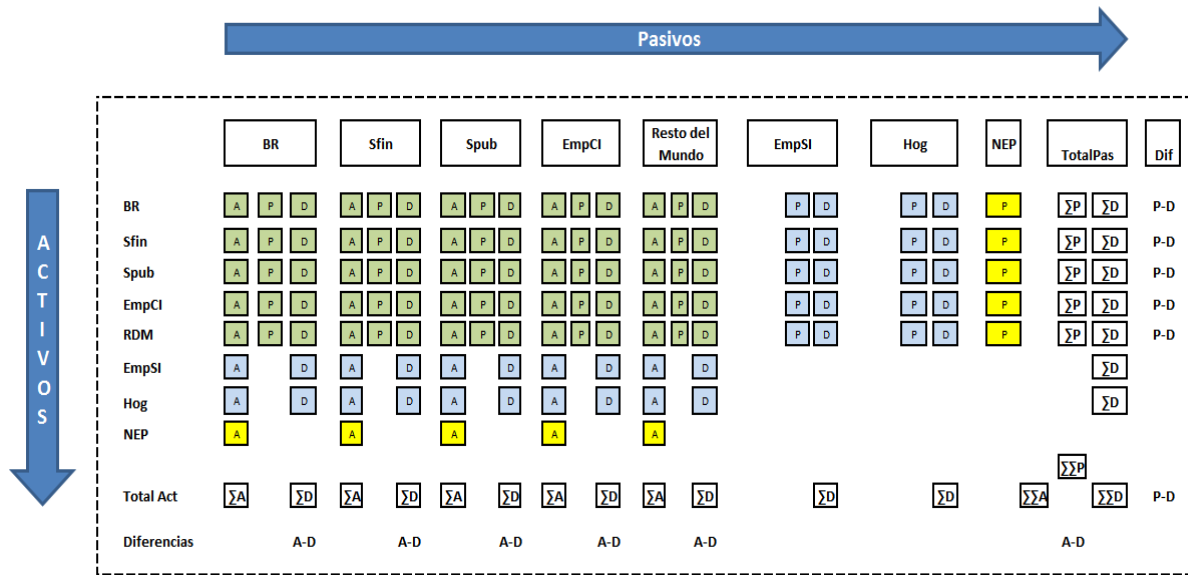 Pasivos
BR Sfin Spub EmpCI Resto del Mundo EmpSI Hog NEP TotalPas Dif
ACTIVOS
BR A P D A P D A P D A P D A P D P D P D P ∑P ∑D P-D
Sfin A P D A P D A P D A P D A P D P D P D P ∑P ∑D P-D
Spub A P D A P D A P D A P D A P D P D P D P ∑P ∑D P-D
EmpCI A P D A P D A P D A P D A P D P D P D P ∑P ∑D P-D
RDM A P D A P D A P D A P D A P D P D P D P ∑P ∑D P-D
EmpSI A D A D A D A D A D ∑D
Hog A D A D A D A D A D ∑D
NEP A A A A A
∑∑P
Total Act ∑A ∑D ∑A ∑D ∑A ∑D ∑A ∑D ∑A ∑D ∑D ∑D ∑∑A ∑∑D P-D
Diferencias A-D A-D A-D A-D A-D A-D